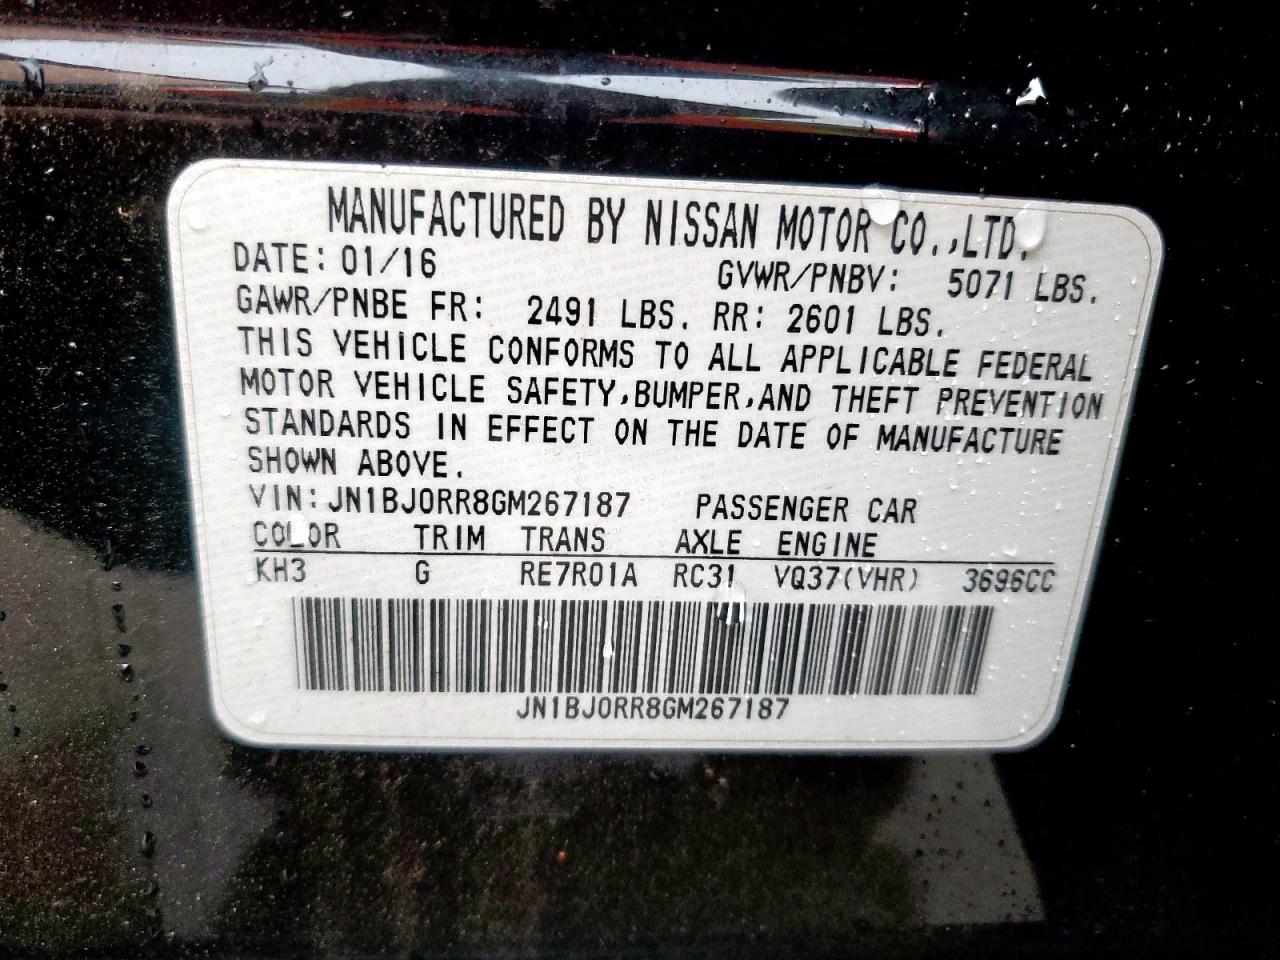 MANUFACTURED BY NISSAN MOTOR CO.,LTD.
DATE: 01/16 GVWR/PNBV: 5071 LBS.
GAWR/PNBE FR: 2491 LBS. RR: 2601 LBS.
THIS VEHICLE CONFORMS TO ALL APPLICABLE FEDERAL
MOTOR VEHICLE SAFETY,BUMPER,AND THEFT PREVENTION
STANDARDS IN EFFECT ON THE DATE OF MANUFACTURE
SHOWN ABOVE.
VIN: JN1BJ0RR8GM267187 PASSENGER CAR
COLOR TRIM TRANS AXLE ENGINE
KH3 G RE7R01A RC31 VQ37(VHR) 3696CC
JN1BJ0RR8GM267187